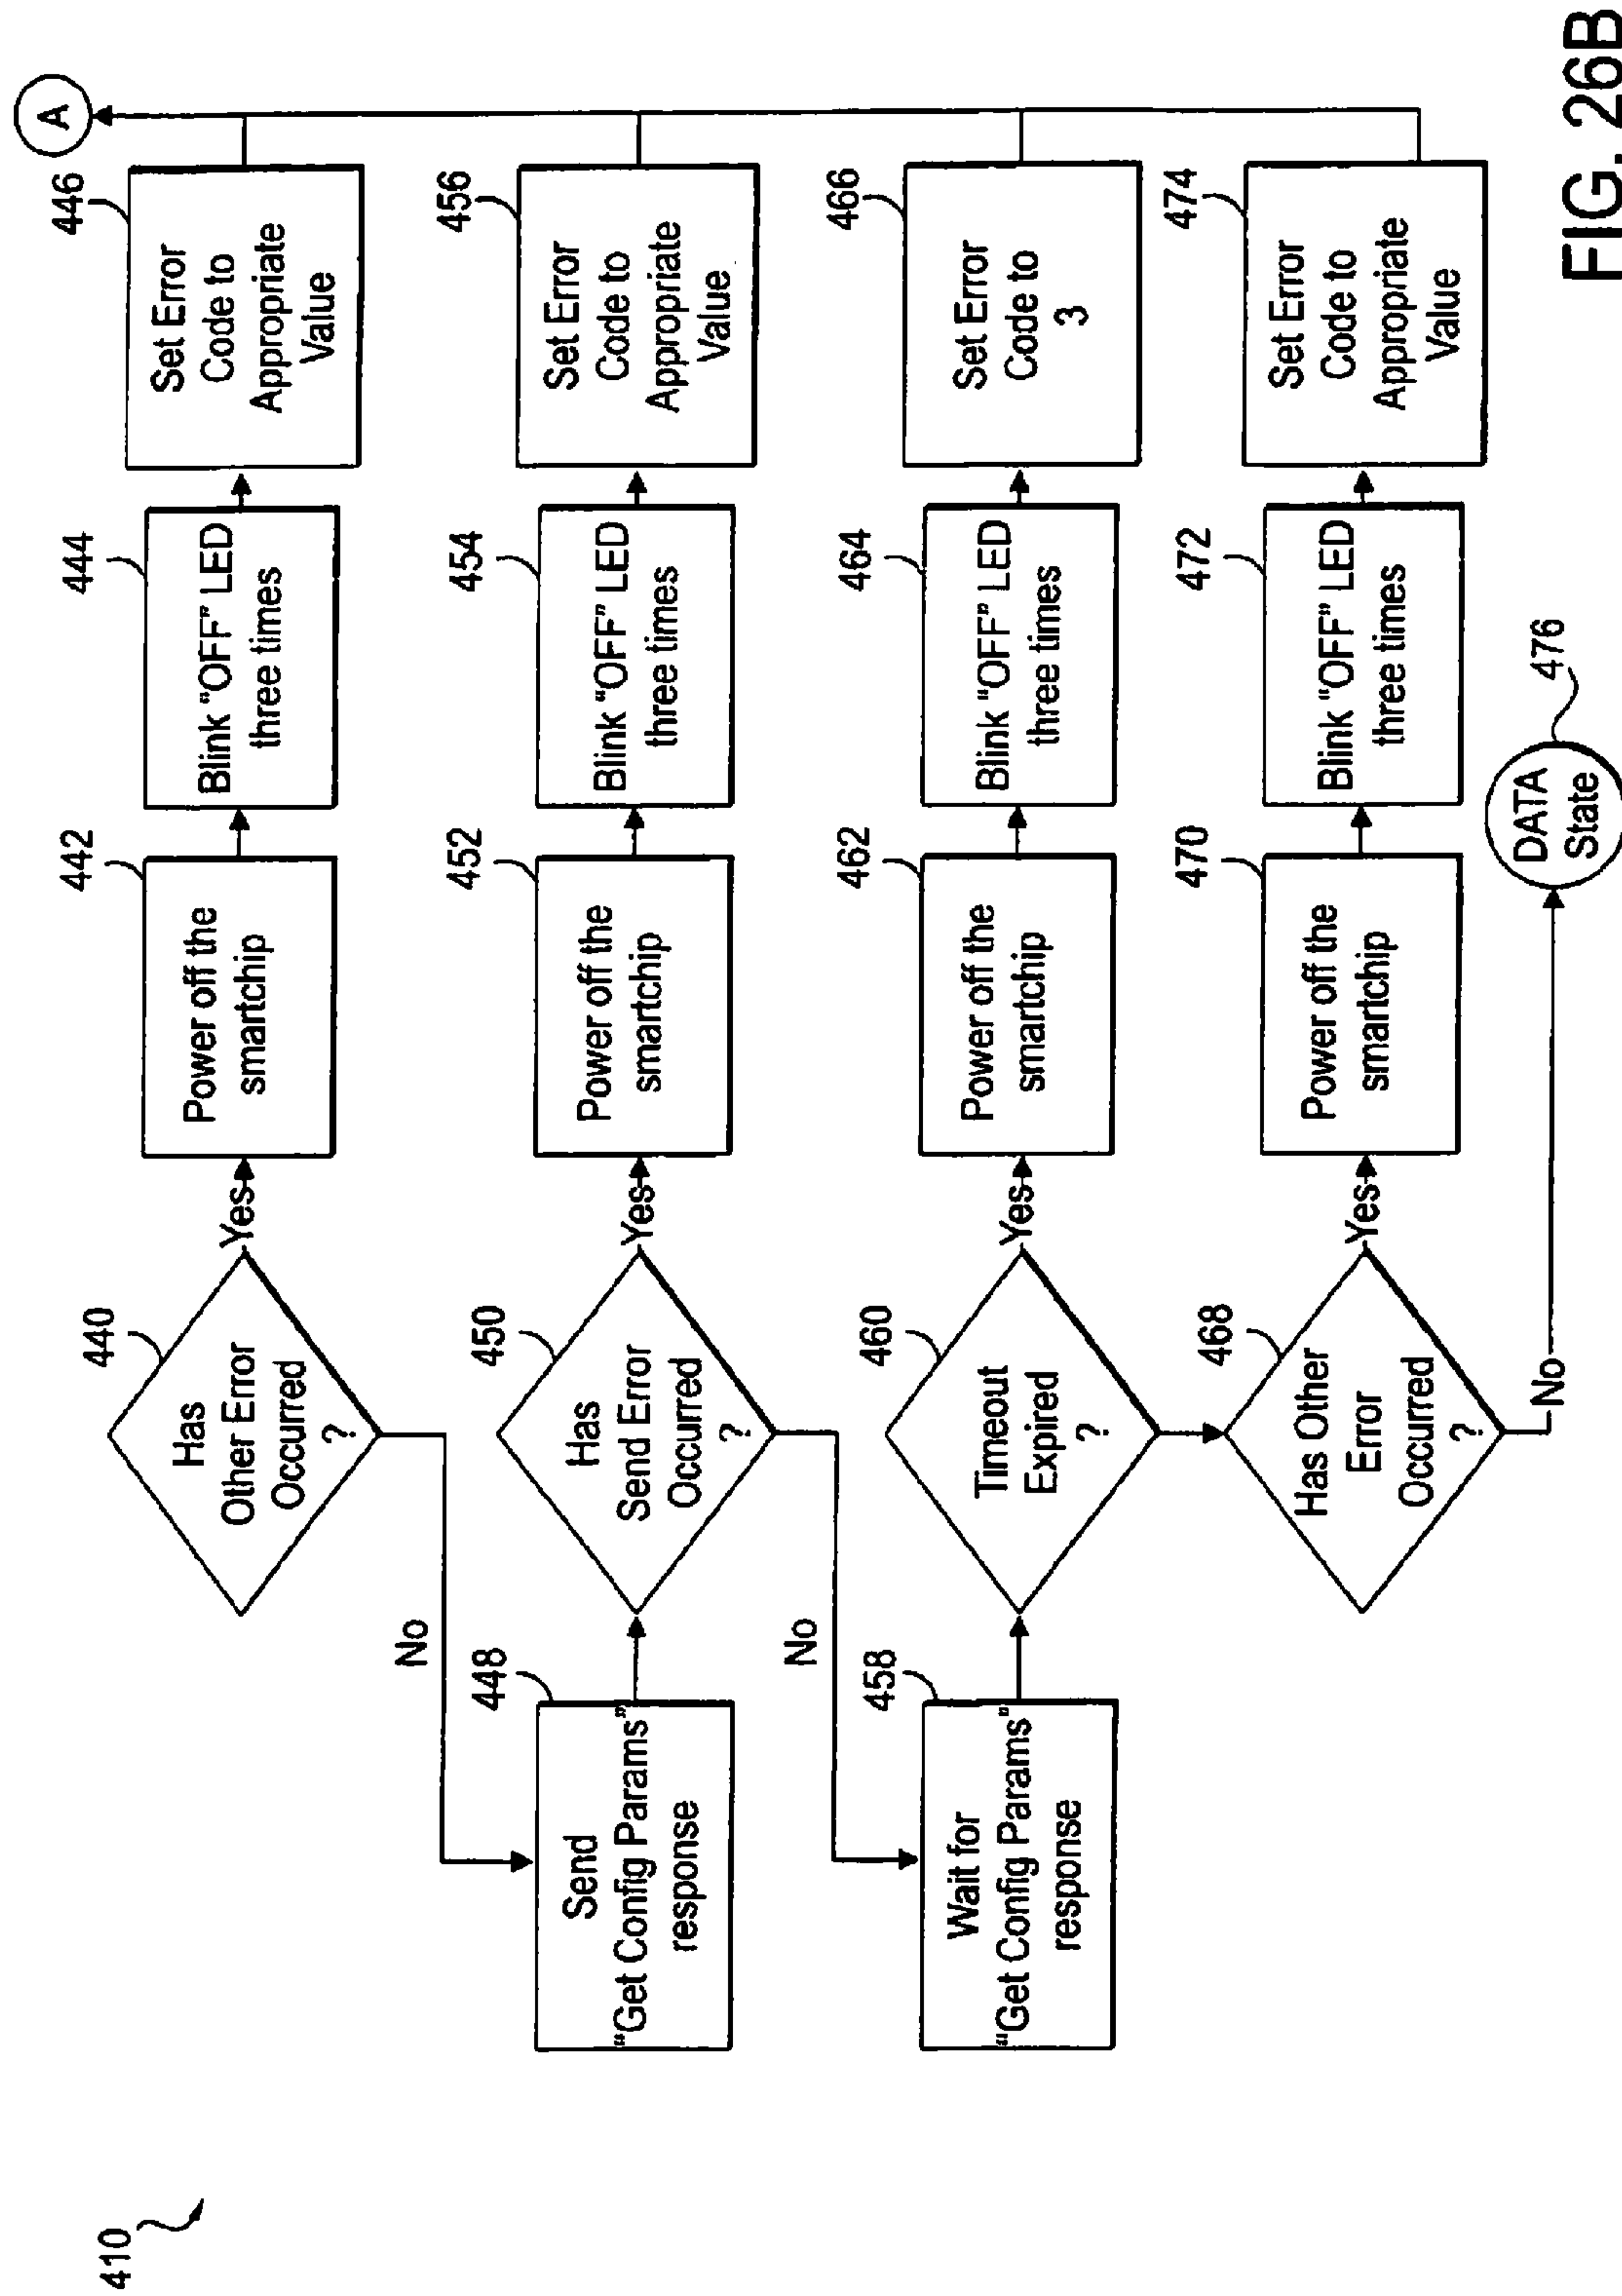 410
A
440
Has
Other Error
Occurred
?
Yes
442
Power off the
smartchip
444
Blink "OFF" LED
three times
446
Set Error
Code to
Appropriate
Value
No
448
Send
"Get Config Params"
response
450
Has
Send Error
Occurred
?
Yes
452
Power off the
smartchip
454
Blink "OFF" LED
three times
456
Set Error
Code to
Appropriate
Value
No
458
Wait for
"Get Config Params"
response
460
Timeout
Expired
?
Yes
462
Power off the
smartchip
464
Blink "OFF" LED
three times
466
Set Error
Code to
3
468
Has Other
Error
Occurred
?
Yes
470
Power off the
smartchip
472
Blink "OFF" LED
three times
474
Set Error
Code to
Appropriate
Value
No
DATA
State
476
FIG. 26B